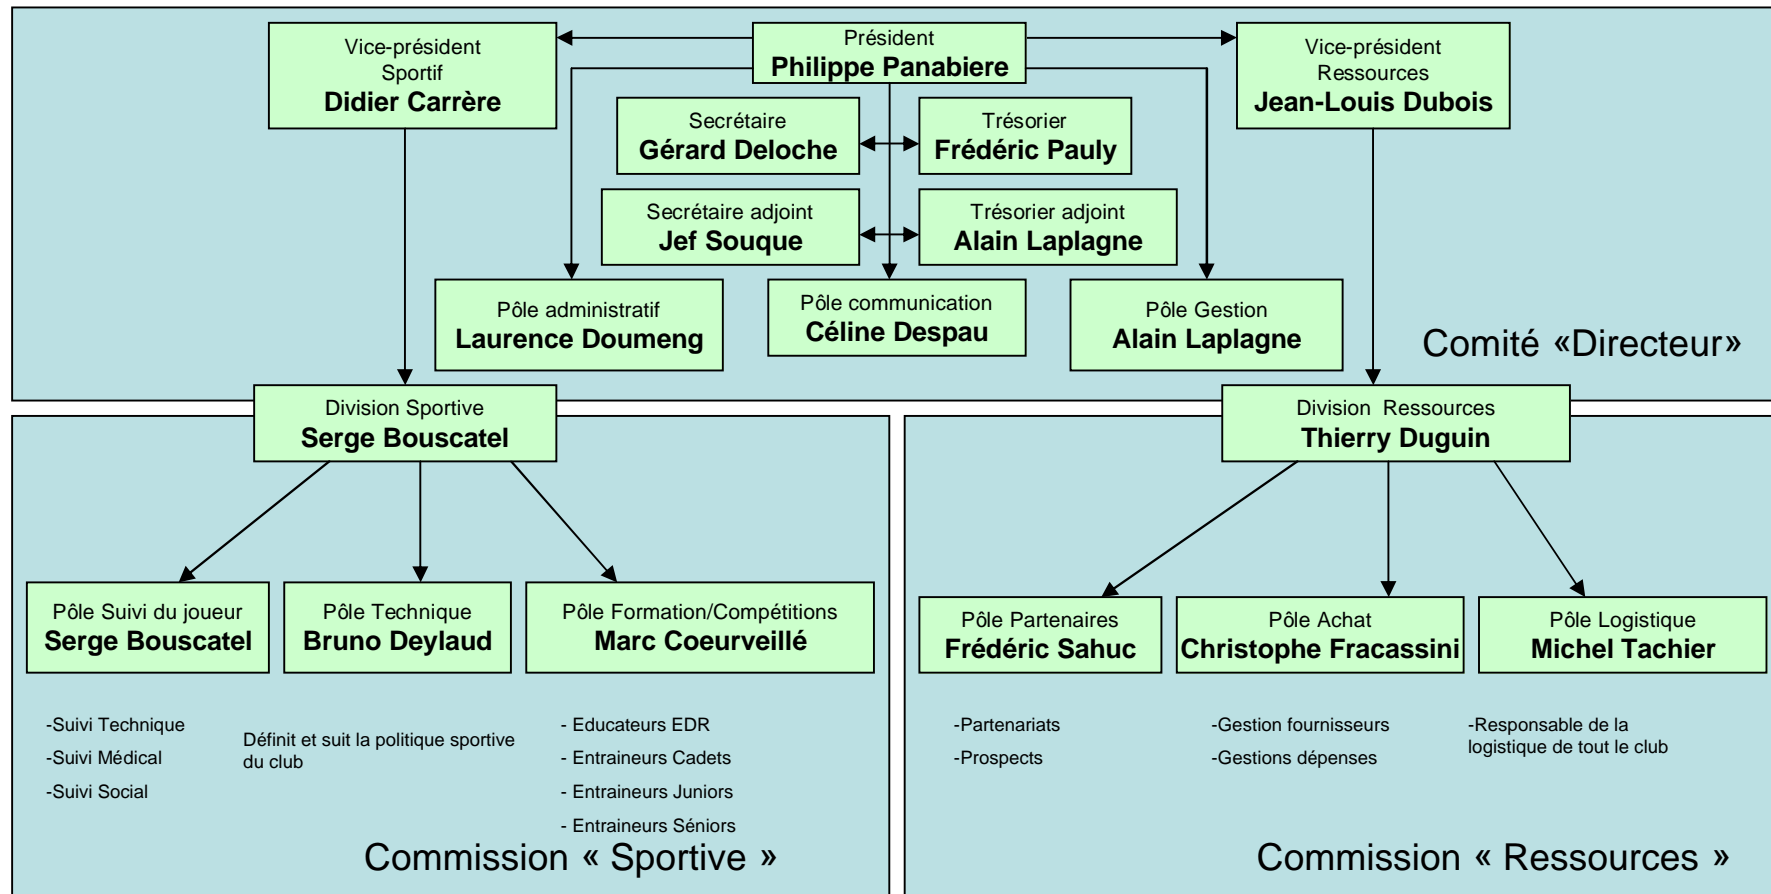 Vice-président
Sportif
Didier Carrère
Président
Philippe Panabiere
Vice-président
Ressources
Jean-Louis Dubois
Secrétaire
Gérard Deloche
Trésorier
Frédéric Pauly
Secrétaire adjoint
Jef Souque
Trésorier adjoint
Alain Laplagne
Pôle administratif
Laurence Doumeng
Pôle communication
Céline Despau
Pôle Gestion
Alain Laplagne
Comité «Directeur»
Division Sportive
Serge Bouscatel
Division Ressources
Thierry Duguin
Pôle Suivi du joueur
Serge Bouscatel
Pôle Technique
Bruno Deylaud
Pôle Formation/Compétitions
Marc Coeurveillé
Pôle Partenaires
Frédéric Sahuc
Pôle Achat
Christophe Fracassini
Pôle Logistique
Michel Tachier
-Suivi Technique
-Suivi Médical
-Suivi Social
Définit et suit la politique sportive
du club
- Educateurs EDR
- Entraineurs Cadets
- Entraineurs Juniors
- Entraineurs Séniors
-Partenariats
-Prospects
-Gestion fournisseurs
-Gestions dépenses
-Responsable de la
logistique de tout le club
Commission « Sportive »
Commission « Ressources »